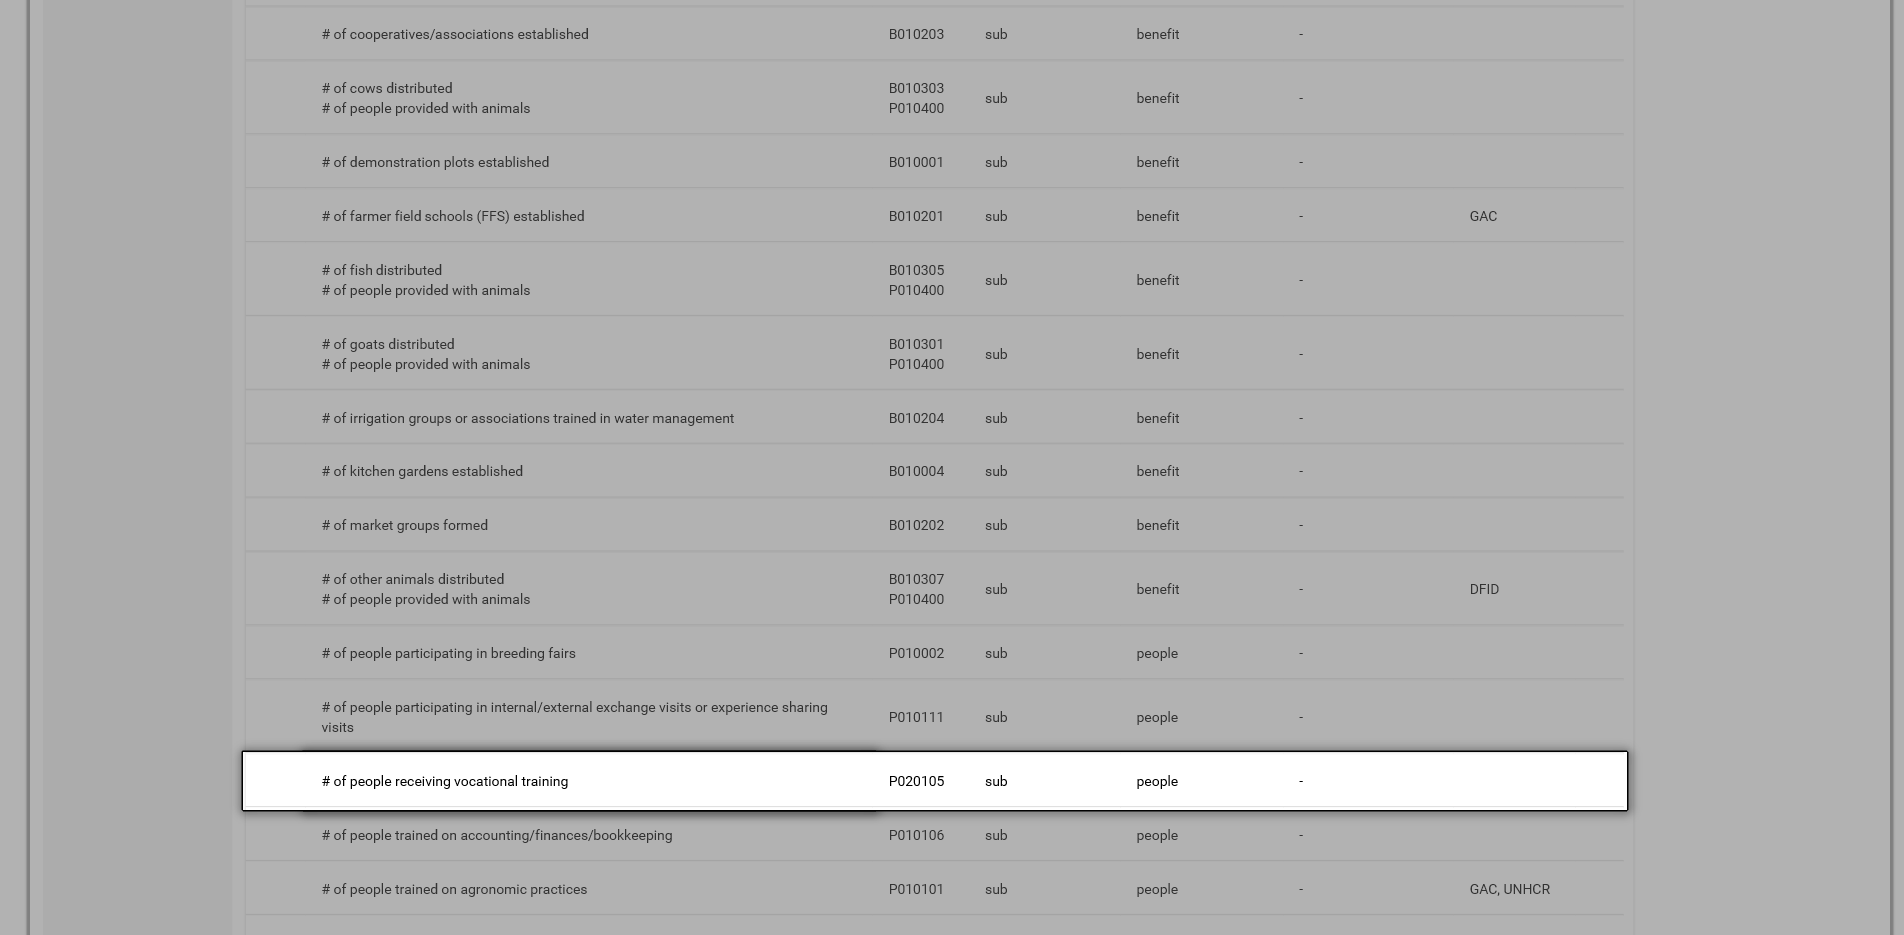 # of cooperatives/associations established B010203 sub benefit -
# of cows distributed B010303
# of people provided with animals P010400 sub benefit -
# of demonstration plots established B010001 sub benefit -
# of farmer field schools (FFS) established B010201 sub benefit - GAC
# of fish distributed B010305
# of people provided with animals P010400 sub benefit -
# of goats distributed B010301
# of people provided with animals P010400 sub benefit -
# of irrigation groups or associations trained in water management B010204 sub benefit -
# of kitchen gardens established B010004 sub benefit -
# of market groups formed B010202 sub benefit -
# of other animals distributed B010307
# of people provided with animals P010400 sub benefit - DFID
# of people participating in breeding fairs P010002 sub people -
# of people participating in internal/external exchange visits or experience sharing
visits P010111 sub people -
# of people receiving vocational training P020105 sub people -
# of people trained on accounting/finances/bookkeeping P010106 sub people -
# of people trained on agronomic practices P010101 sub people - GAC, UNHCR